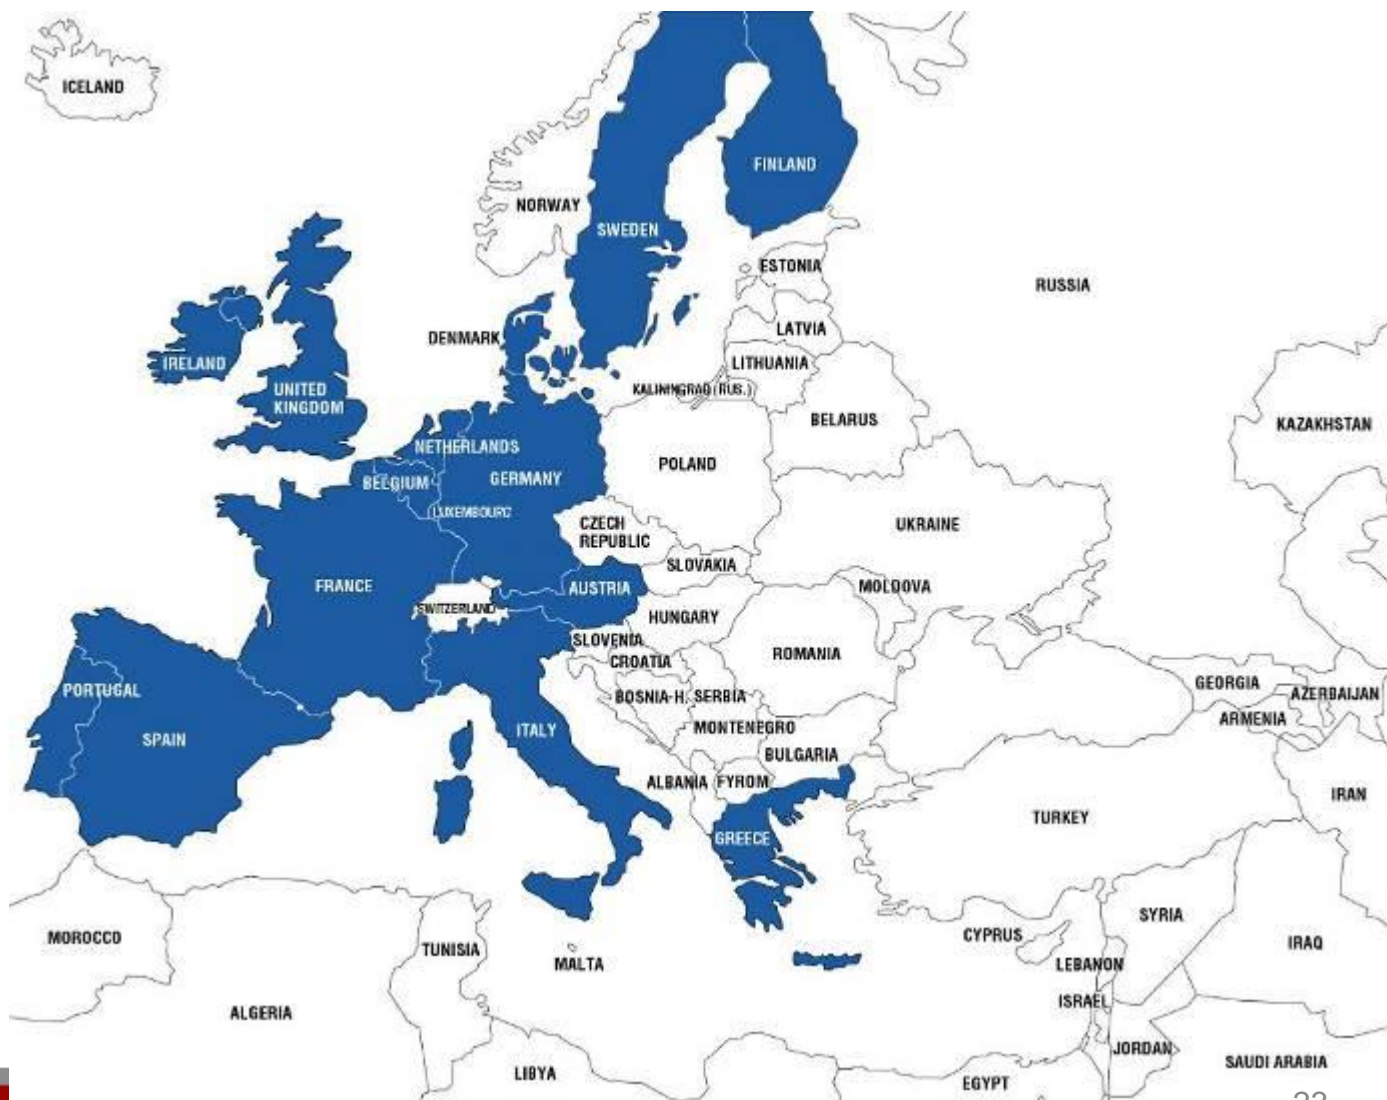 ICELAND
FINLAND
NORWAY
SWEDEN
ESTONIA
RUSSIA
DENMARK
LATVIA
IRELAND
LITHUANIA
UNITED
KINGDOM
KALININGRAD (RUS.)
BELARUS
KAZAKHSTAN
NETHERLANDS
POLAND
BELGIUM
GERMANY
LUXEMBOURG
CZECH
REPUBLIC
UKRAINE
SLOVAKIA
FRANCE
AUSTRIA
MOLDOVA
SWITZERLAND
HUNGARY
SLOVENIA
ROMANIA
CROATIA
PORTUGAL
BOSNIA-H.
SERBIA
GEORGIA
AZERBAIJAN
SPAIN
ITALY
MONTENEGRO
ARMENIA
BULGARIA
ALBANIA
FYROM
IRAN
TURKEY
GREECE
MOROCCO
TUNISIA
CYPRUS
SYRIA
IRAQ
MALTA
LEBANON
ISRAEL
ALGERIA
JORDAN
SAUDI ARABIA
LIBYA
EGYPT